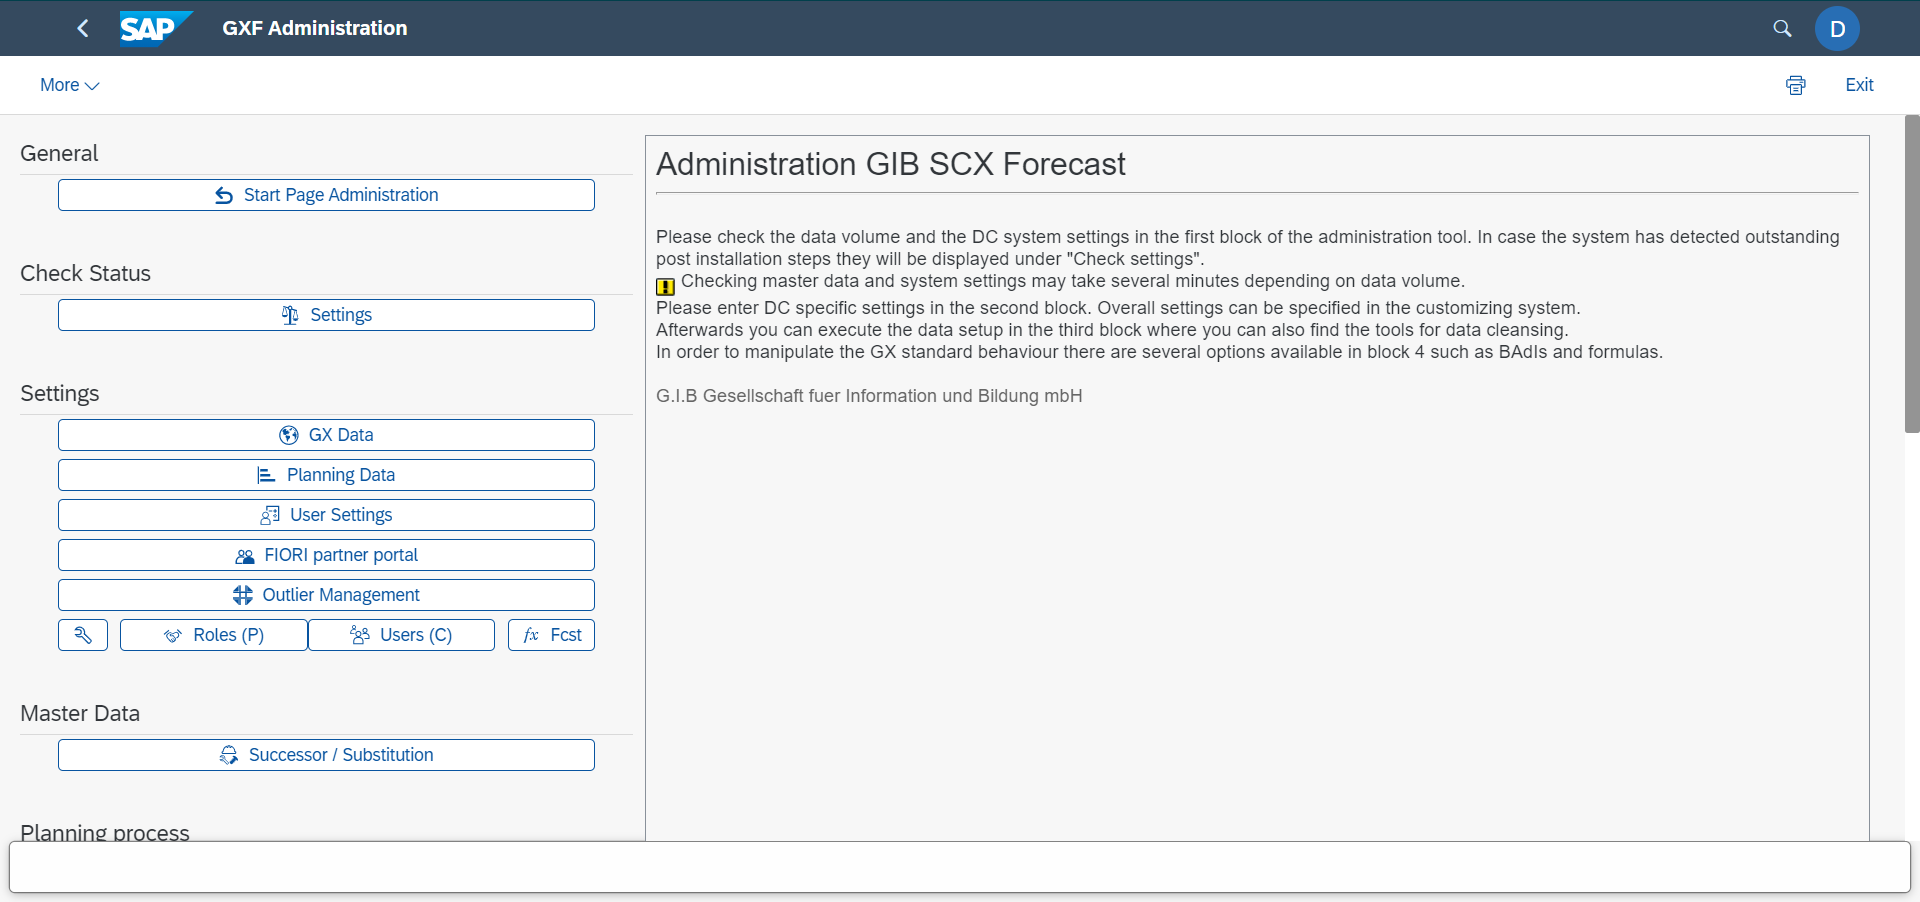 SAP GXF Administration D
More Exit
General
Start Page Administration
Check Status
Settings
Settings
GX Data
Planning Data
User Settings
FIORI partner portal
Outlier Management
Roles (P) Users (C) fx Fcst
Master Data
Successor / Substitution
Planning process
Administration GIB SCX Forecast
Please check the data volume and the DC system settings in the first block of the administration tool. In case the system has detected outstanding
post installation steps they will be displayed under "Check settings".
Checking master data and system settings may take several minutes depending on data volume.
Please enter DC specific settings in the second block. Overall settings can be specified in the customizing system.
Afterwards you can execute the data setup in the third block where you can also find the tools for data cleansing.
In order to manipulate the GX standard behaviour there are several options available in block 4 such as BAdIs and formulas.
G.I.B Gesellschaft fuer Information und Bildung mbH